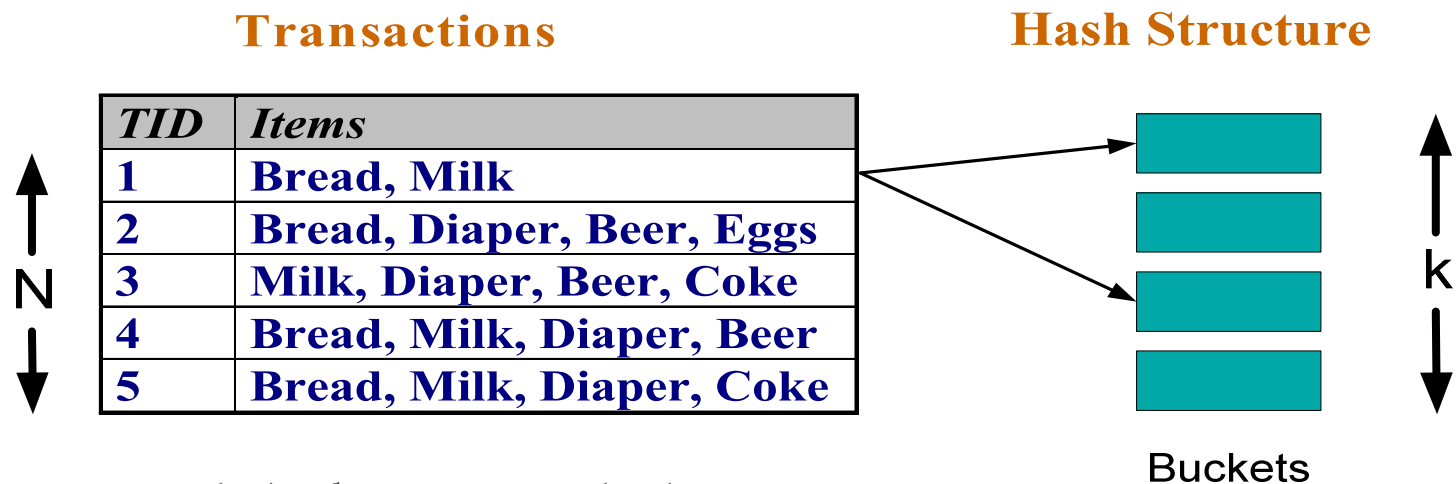 Transactions
Hash Structure
TID Items
1 Bread, Milk
2 Bread, Diaper, Beer, Eggs
3 Milk, Diaper, Beer, Coke
4 Bread, Milk, Diaper, Beer
5 Bread, Milk, Diaper, Coke
N
k
Buckets